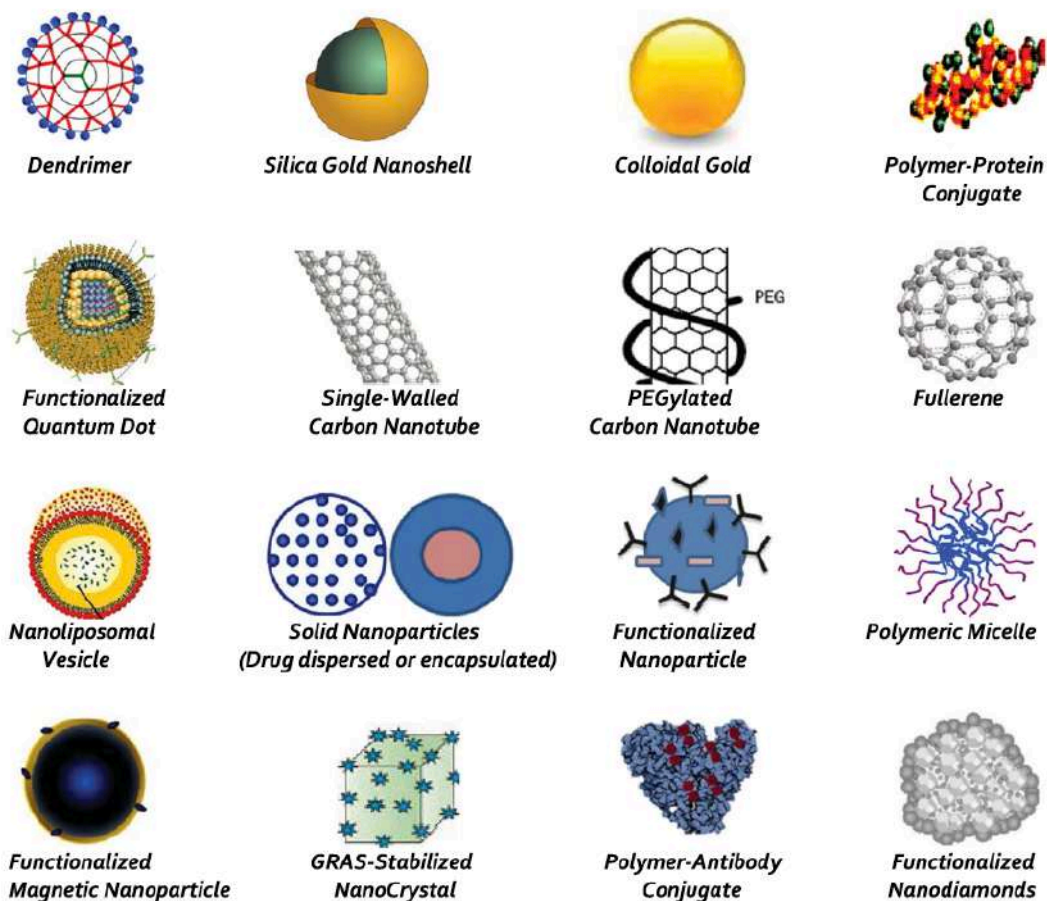 Dendrimer
Silica Gold Nanoshell
Colloidal Gold
Polymer-Protein
Conjugate
PEG
Functionalized
Quantum Dot
Single-Walled
Carbon Nanotube
PEGylated
Carbon Nanotube
Fullerene
Nanoliposomal
Vesicle
Solid Nanoparticles
(Drug dispersed or encapsulated)
Functionalized
Nanoparticle
Polymeric Micelle
Functionalized
Magnetic Nanoparticle
GRAS-Stabilized
NanoCrystal
Polymer-Antibody
Conjugate
Functionalized
Nanodiamonds